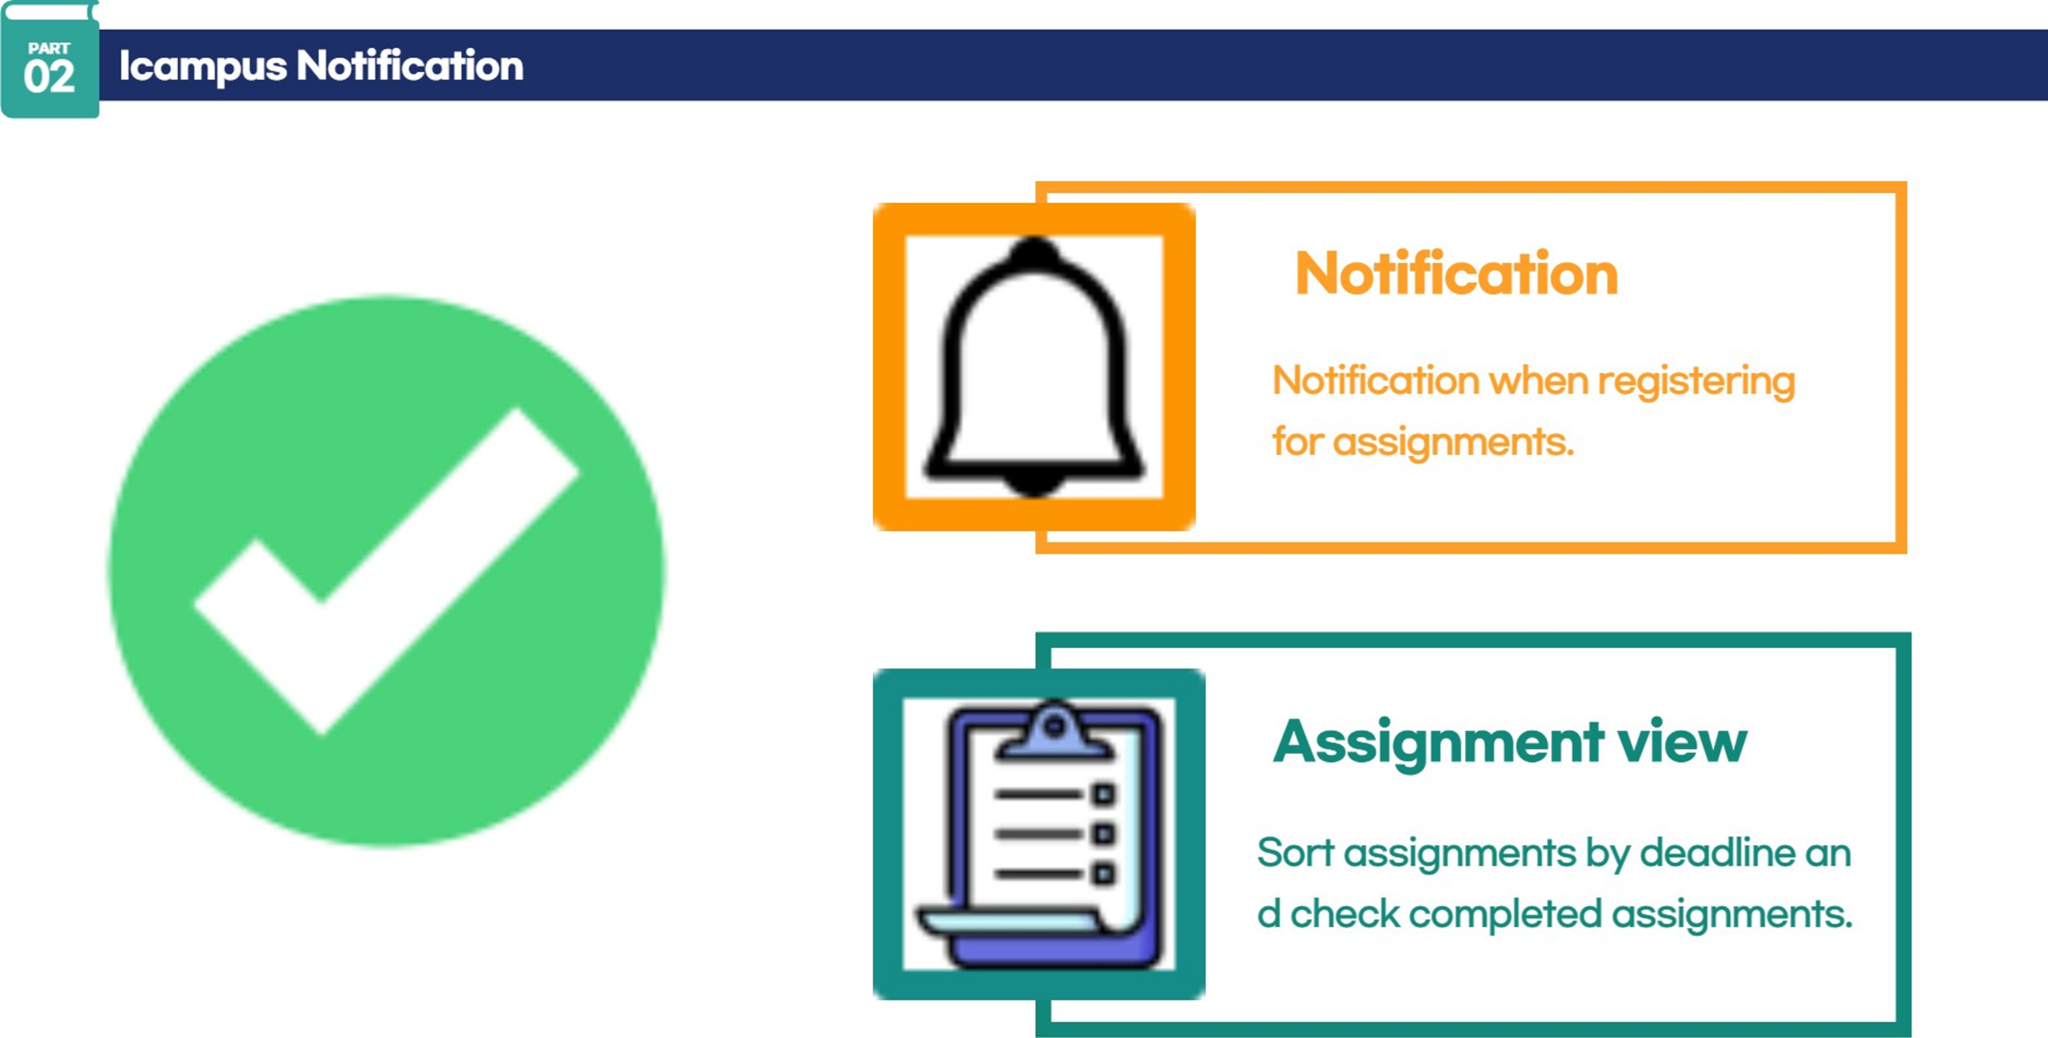 PART
02
Icampus Notification
Notification
Notification when registering
for assignments.
Assignment view
Sort assignments by deadline an
d check completed assignments.